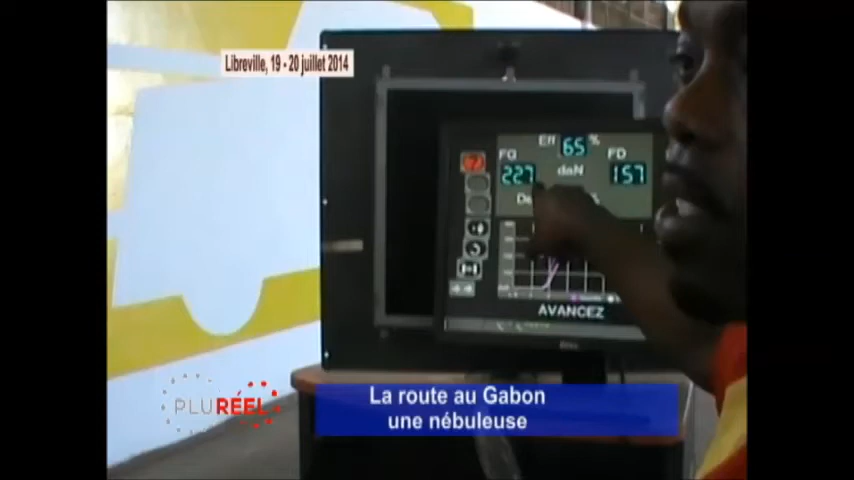 Libreville, 19 - 20 juillet 2014
Eff 65 %
FG FD
227 daN 157
AVANCEZ
PLURÉEL
La route au Gabon
une nébuleuse